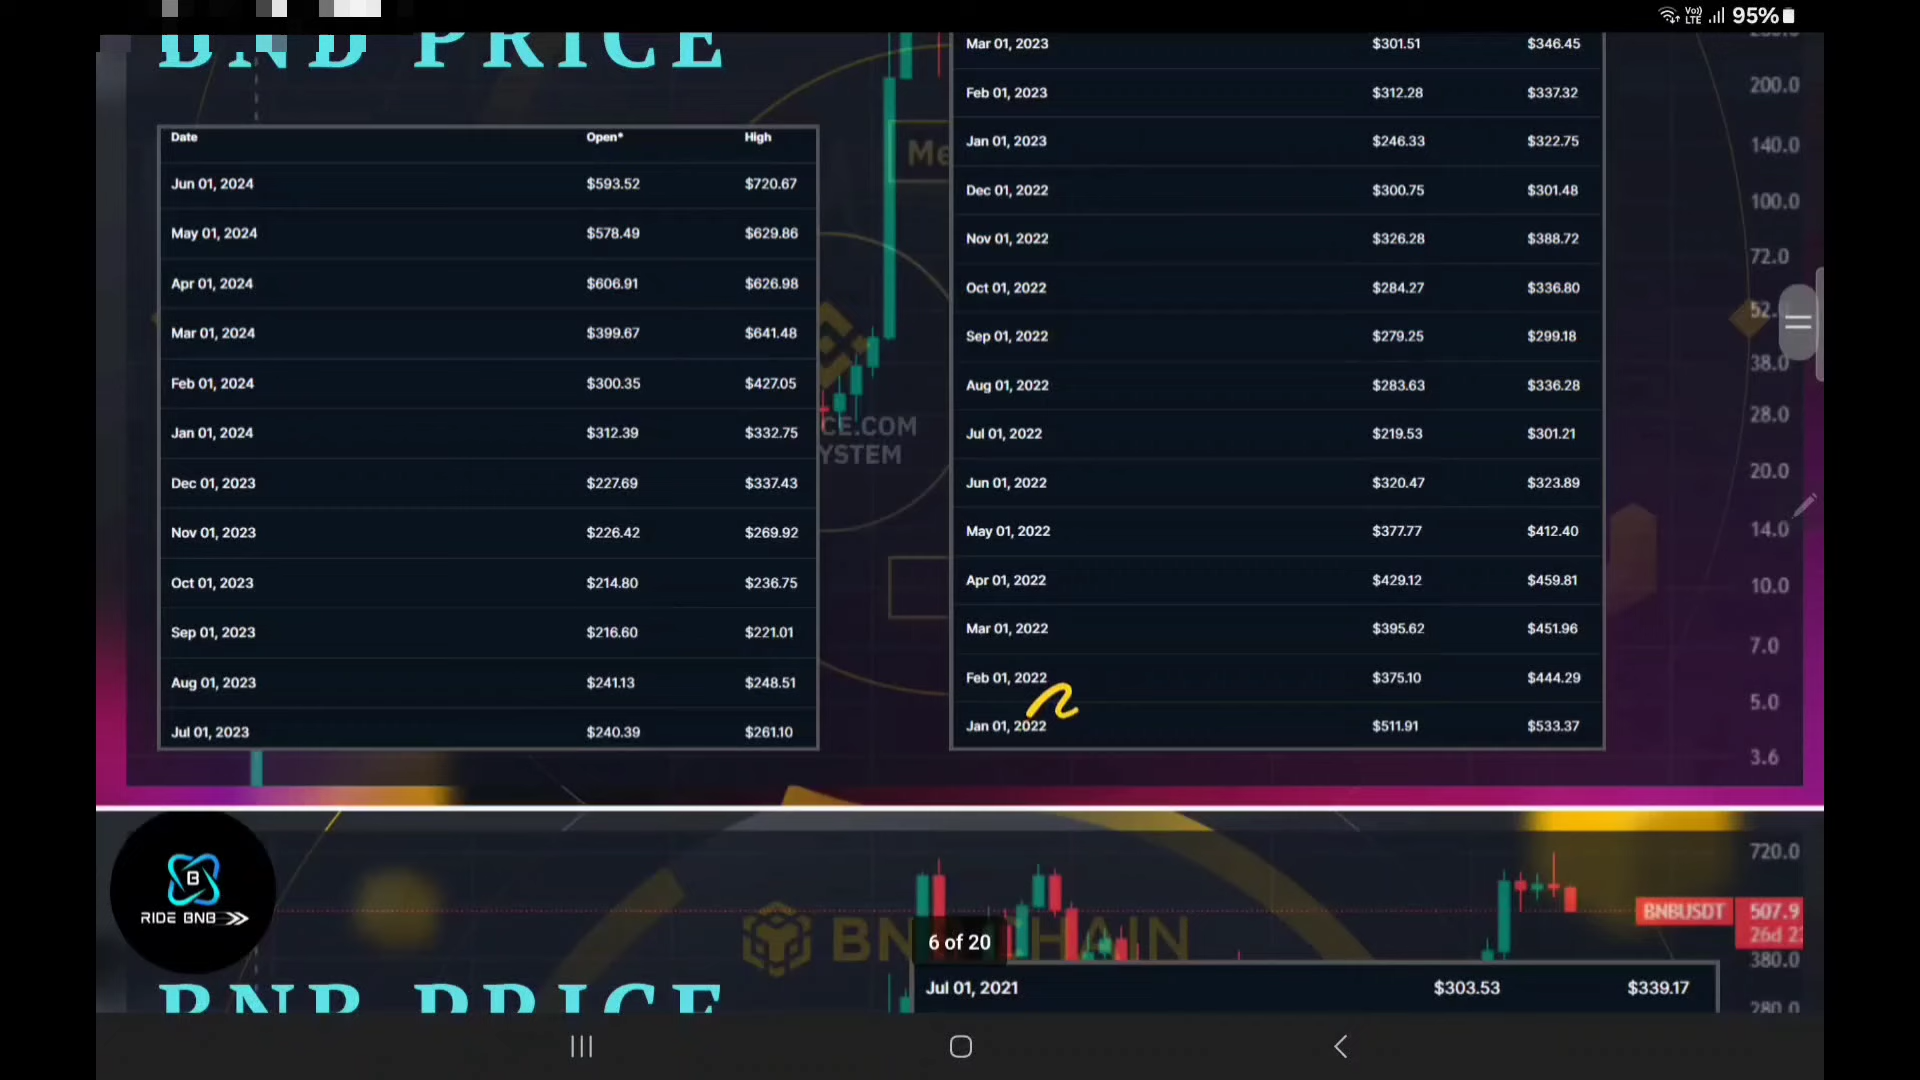 VoD
LTE
95%
BNB PRICE
Date Open* High
Jun 01, 2024 $593.52 $720.67
May 01, 2024 $578.49 $629.86
Apr 01, 2024 $606.91 $626.98
Mar 01, 2024 $399.67 $641.48
Feb 01, 2024 $300.35 $427.05
Jan 01, 2024 $312.39 $332.75
Dec 01, 2023 $227.69 $337.43
Nov 01, 2023 $226.42 $269.92
Oct 01, 2023 $214.80 $236.75
Sep 01, 2023 $216.60 $221.01
Aug 01, 2023 $241.13 $248.51
Jul 01, 2023 $240.39 $261.10
Me
CE.COM
YSTEM
Mar 01, 2023 $301.51 $346.45
Feb 01, 2023 $312.28 $337.32
Jan 01, 2023 $246.33 $322.75
Dec 01, 2022 $300.75 $301.48
Nov 01, 2022 $326.28 $388.72
Oct 01, 2022 $284.27 $336.80
Sep 01, 2022 $279.25 $299.18
Aug 01, 2022 $283.63 $336.28
Jul 01, 2022 $219.53 $301.21
Jun 01, 2022 $320.47 $323.89
May 01, 2022 $377.77 $412.40
Apr 01, 2022 $429.12 $459.81
Mar 01, 2022 $395.62 $451.96
Feb 01, 2022 $375.10 $444.29
Jan 01, 2022 $511.91 $533.37
200.0
140.0
100.0
72.0
52.
38.0
28.0
20.0
14.0
10.0
7.0
5.0
3.6
B
RIDE BNB
BN HAIN
6 of 20
720.0
BNBUSDT 507.9
26d 2
380.0
280.0
BNB PRICE
Jul 01, 2021 $303.53 $339.17